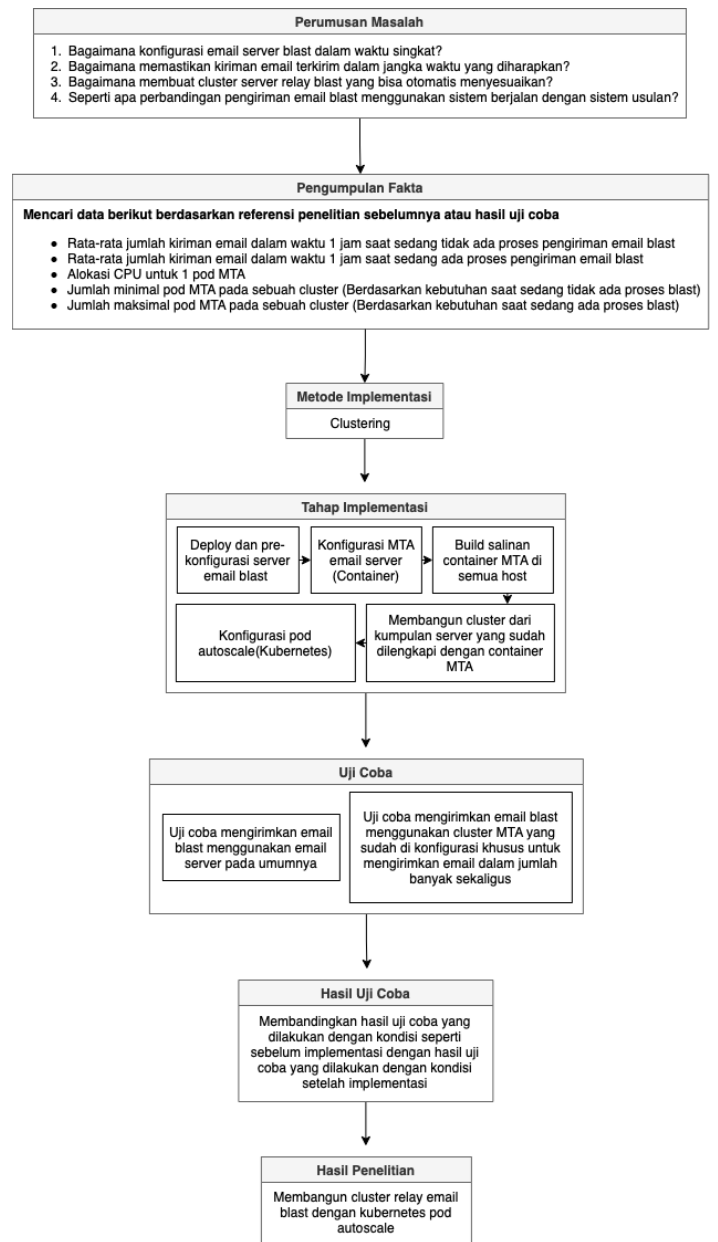 Perumusan Masalah
1. Bagaimana konfigurasi email server blast dalam waktu singkat?
2. Bagaimana memastikan kiriman email terkirim dalam jangka waktu yang diharapkan?
3. Bagaimana membuat cluster server relay blast yang bisa otomatis menyesuaikan?
4. Seperti apa perbandingan pengiriman email blast menggunakan sistem berjalan dengan sistem usulan?
Pengumpulan Fakta
Mencari data berikut berdasarkan referensi penelitian sebelumnya atau hasil uji coba
● Rata-rata jumlah kiriman email dalam waktu 1 jam saat sedang tidak ada proses pengiriman email blast
● Rata-rata jumlah kiriman email dalam waktu 1 jam saat sedang ada proses pengiriman email blast
● Alokasi CPU untuk 1 pod MTA
● Jumlah minimal pod MTA pada sebuah cluster (Berdasarkan kebutuhan saat sedang tidak ada proses blast)
● Jumlah maksimal pod MTA pada sebuah cluster (Berdasarkan kebutuhan saat sedang ada proses blast)
Metode Implementasi
Clustering
Tahap Implementasi
Deploy dan pre-
konfigurasi server
email blast
Konfigurasi MTA
email server
(Container)
Build salinan
container MTA di
semua host
Membangun cluster dari
kumpulan server yang sudah
dilengkapi dengan container
MTA
Konfigurasi pod
autoscale(Kubernetes)
Uji Coba
Uji coba mengirimkan email
blast menggunakan email
server pada umumnya
Uji coba mengirimkan email blast
menggunakan cluster MTA yang
sudah di konfigurasi khusus untuk
mengirimkan email dalam jumlah
banyak sekaligus
Hasil Uji Coba
Membandingkan hasil uji coba yang
dilakukan dengan kondisi seperti
sebelum implementasi dengan hasil uji
coba yang dilakukan dengan kondisi
setelah implementasi
Hasil Penelitian
Membangun cluster relay email
blast dengan kubernetes pod
autoscale